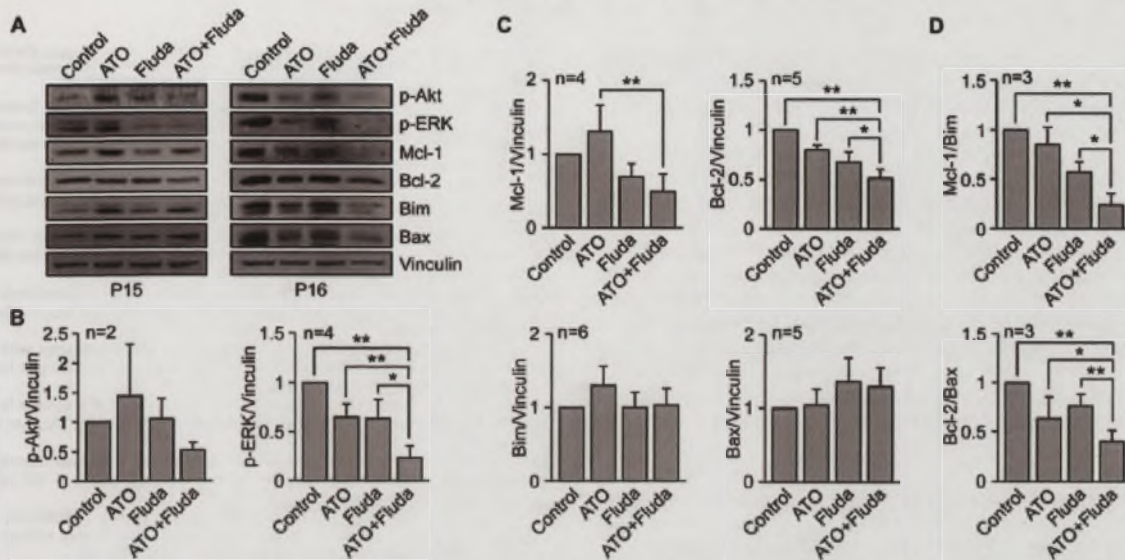 A
Control
ATO
Fluda
ATO+Fluda
Control
ATO
Fluda
ATO+Fluda
p-Akt
p-ERK
Mcl-1
Bcl-2
Bim
Bax
Vinculin
P15
P16
B
n=2
p-Akt/Vinculin
2.5
2
1.5
1
0.5
0
Control
ATO
Fluda
ATO+Fluda
n=4
p-ERK/Vinculin
1.5
1
0.5
0
**
**
*
Control
ATO
Fluda
ATO+Fluda
C
n=4
Mcl-1/Vinculin
2
1
0
**
Control
ATO
Fluda
ATO+Fluda
n=5
Bcl-2/Vinculin
1.5
1
0.5
0
**
**
*
Control
ATO
Fluda
ATO+Fluda
n=6
Bim/Vinculin
2
1
0
Control
ATO
Fluda
ATO+Fluda
n=5
Bax/Vinculin
2
1
0
Control
ATO
Fluda
ATO+Fluda
D
n=3
Mcl-1/Bim
1.5
1
0.5
0
**
*
*
Control
ATO
Fluda
ATO+Fluda
n=3
Bcl-2/Bax
1.5
1
0.5
0
**
*
**
Control
ATO
Fluda
ATO+Fluda